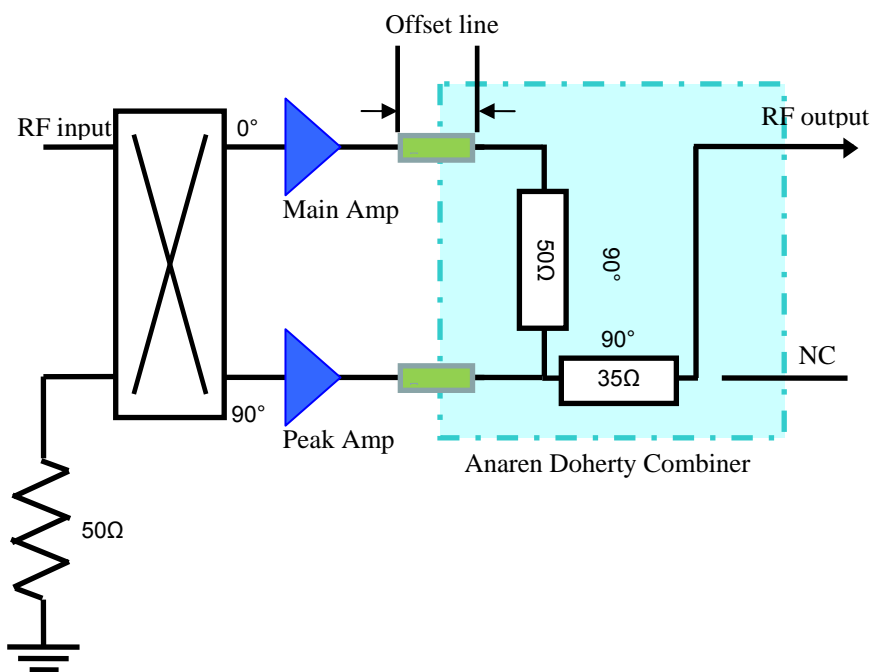 Offset line
RF input
0°
RF output
Main Amp
50Ω
90°
90°
35Ω
NC
90°
Peak Amp
Anaren Doherty Combiner
50Ω